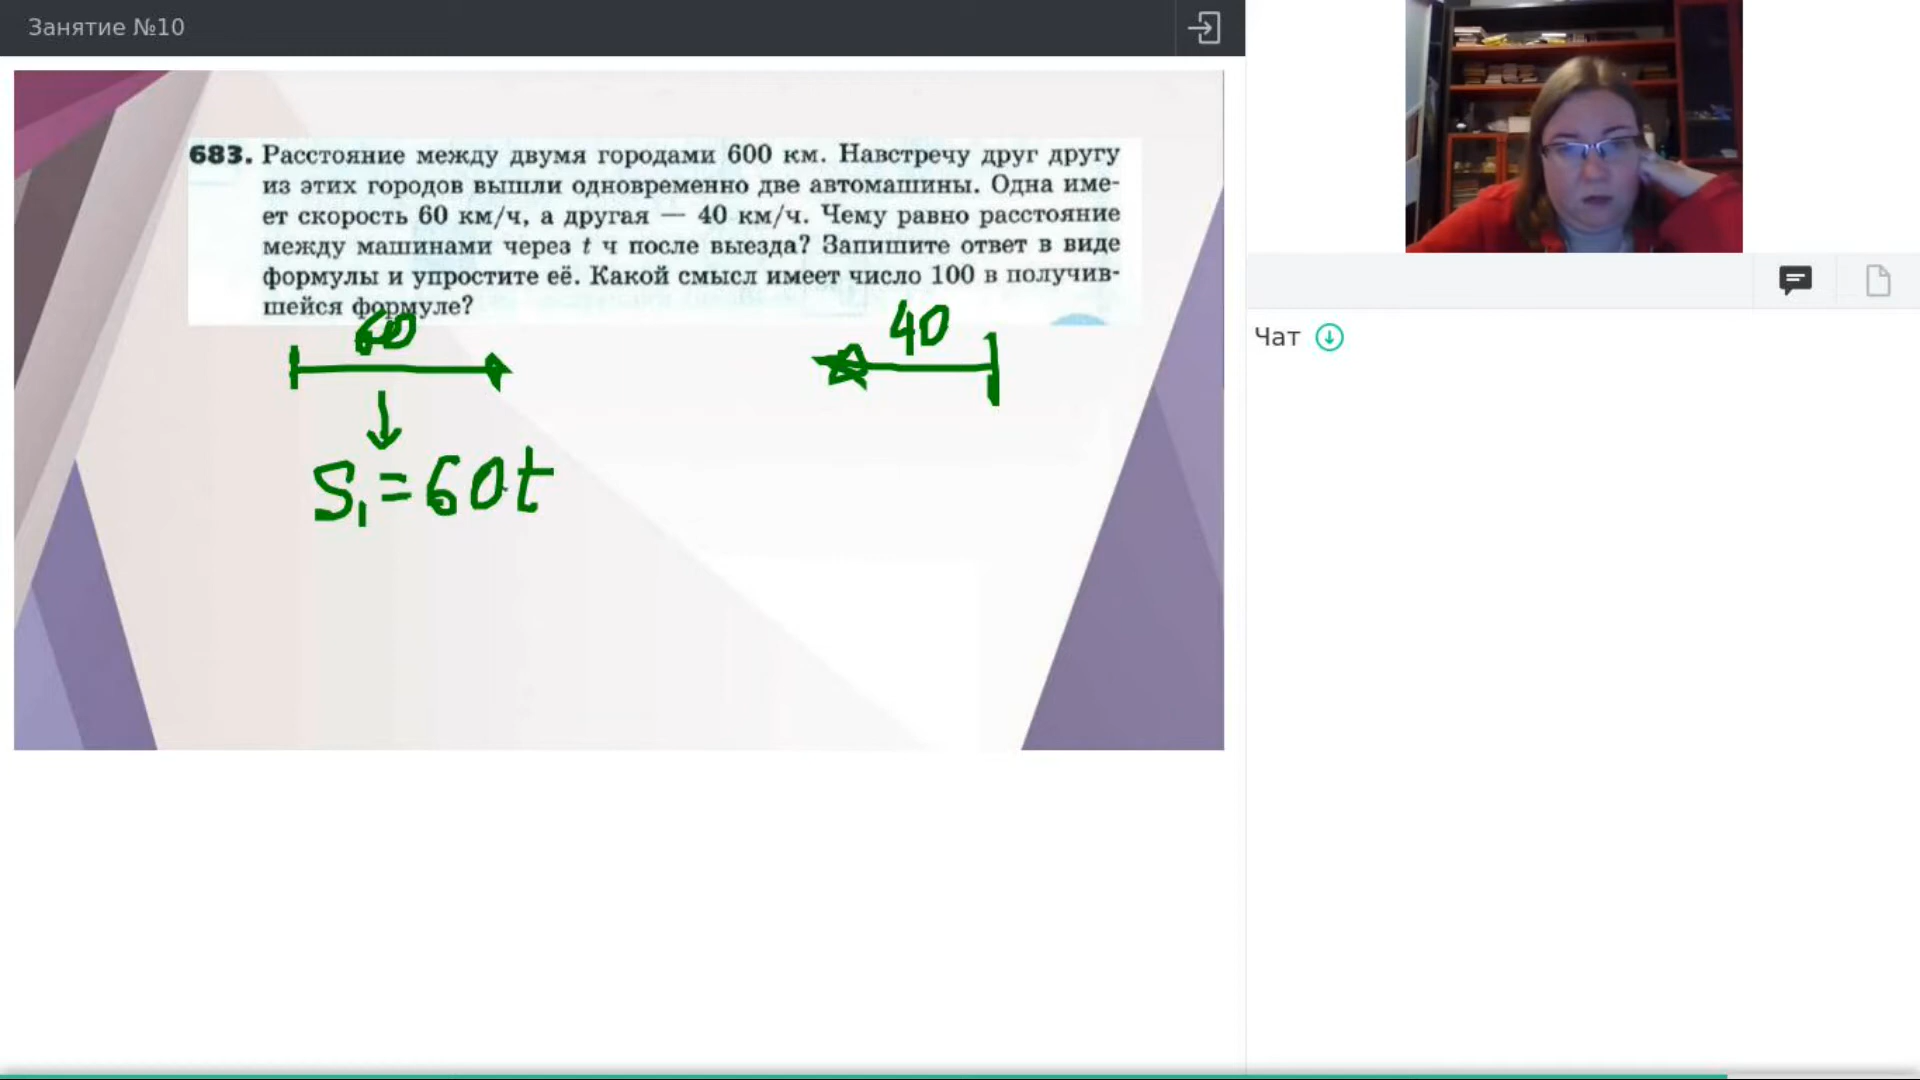 Занятие №10
683. Расстояние между двумя городами 600 км. Навстречу друг другу
из этих городов вышли одновременно две автомашины. Одна име-
ет скорость 60 км/ч, а другая — 40 км/ч. Чему равно расстояние
между машинами через t ч после выезда? Запишите ответ в виде
формулы и упростите её. Какой смысл имеет число 100 в получив-
шейся формуле?
60
40
S₁=60t
Чат